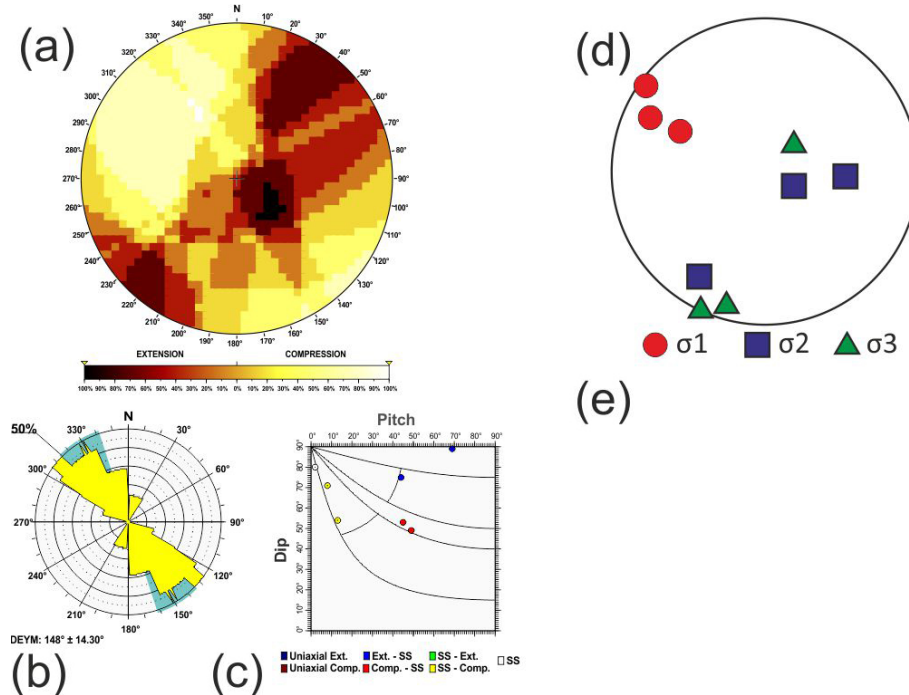 (a)
N
340° 350° 10° 20°
330° 30°
320° 40°
310° 50°
300° 60°
290° 70°
280° 80°
270° 90°
260° 100°
250° 110°
240° 120°
230° 130°
220° 140°
210° 150°
200° 190° 180° 170° 160°
EXTENSION COMPRESSION
100% 90% 80% 70% 60% 50% 40% 30% 20% 10% 0% 10% 20% 30% 40% 50% 60% 70% 80% 90% 100%
(d)
σ1 σ2 σ3
(e)
N
50%
330° 30°
300° 60°
270° 90°
240° 120°
210° 150°
180°
DEYM: 148° ± 14.30°
(b)
Pitch
0 10 20 30 40 50 60 70 80 90
90°
80°
70°
60°
50°
40°
30°
20°
10°
0°
Dip
Uniaxial Ext. Ext. - SS SS - Ext. SS
Uniaxial Comp. Comp. - SS SS - Comp.
(c)